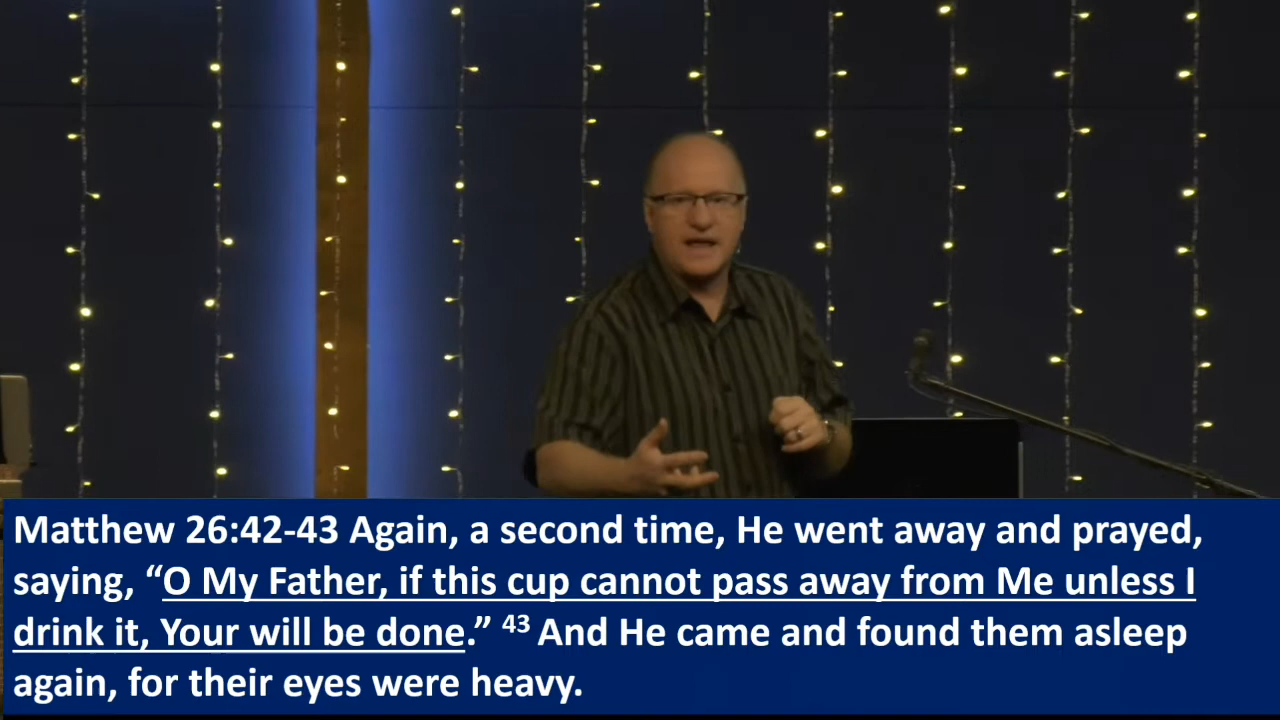 Matthew 26:42-43 Again, a second time, He went away and prayed,
saying, “O My Father, if this cup cannot pass away from Me unless I
drink it, Your will be done.” 43 And He came and found them asleep
again, for their eyes were heavy.